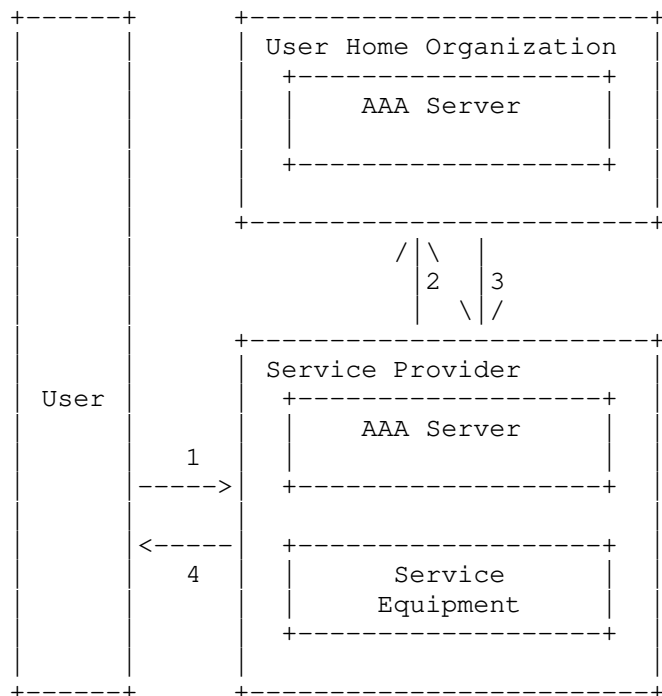 User Home Organization
AAA Server
2 3
Service Provider
User
AAA Server
1
4
Service
Equipment